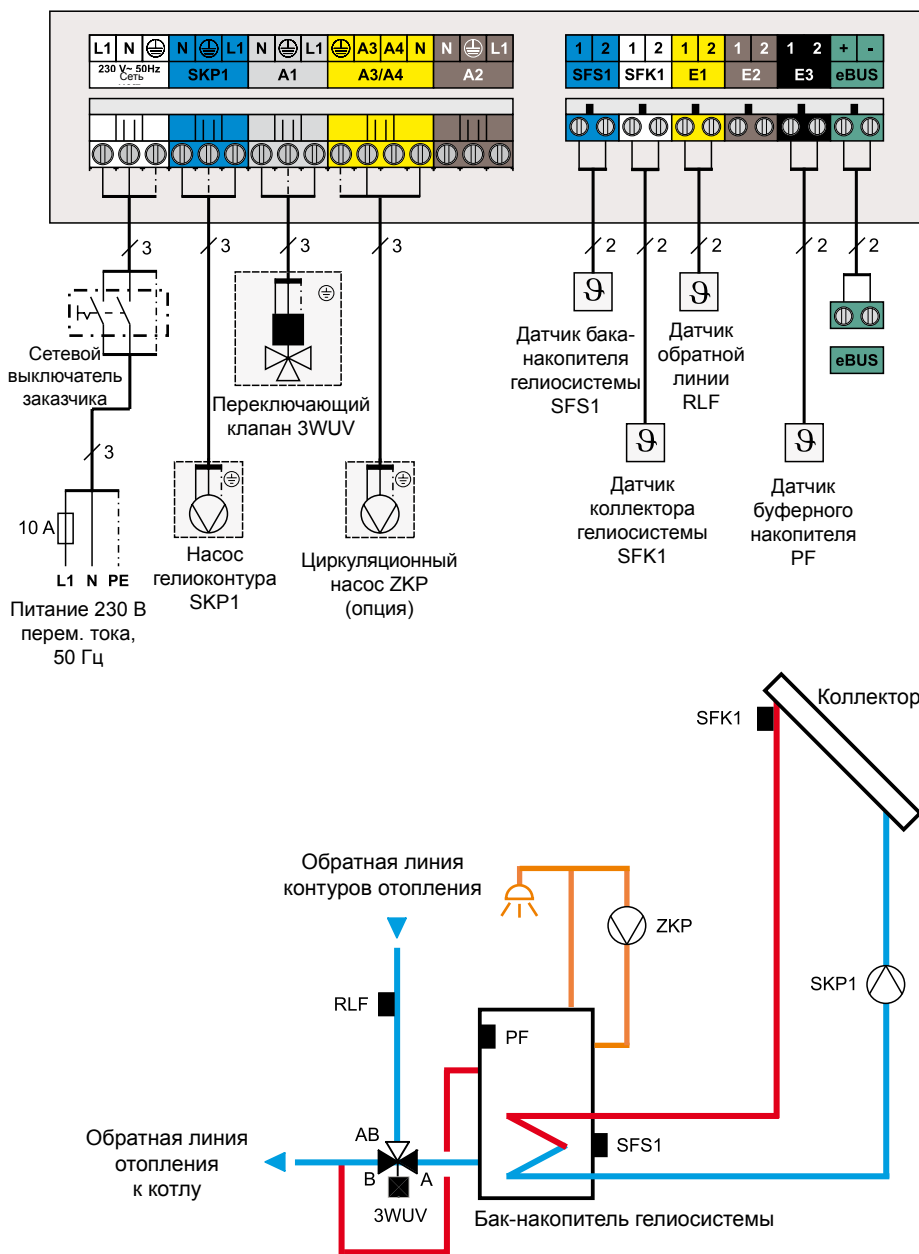 L1 N N L1 N L1 A3 A4 N N L1 1 2 1 2 1 2 1 2 1 2 + -
230 V~ 50Hz
Сеть
SKP1 A1 A3/A4 A2 SFS1 SFK1 E1 E2 E3 eBUS
3 3 3 3 2 2 2 2 2
Сетевой
выключатель
заказчика
3
10 A
L1 N PE
Питание 230 В
перем. тока,
50 Гц
Насос
гелиоконтура
SKP1
Переключающий
клапан 3WUV
Циркуляционный
насос ZKP
(опция)
ϑ
Датчик бака-
накопителя
гелиосистемы
SFS1
ϑ
Датчик
коллектора
гелиосистемы
SFK1
ϑ
Датчик
обратной
линии
RLF
ϑ
Датчик
буферного
накопителя
PF
eBUS
Коллектор
SFK1
Обратная линия
контуров отопления
ZKP
SKP1
RLF
PF
AB
SFS1
Обратная линия
отопления
к котлу
B A
3WUV
Бак-накопитель гелиосистемы